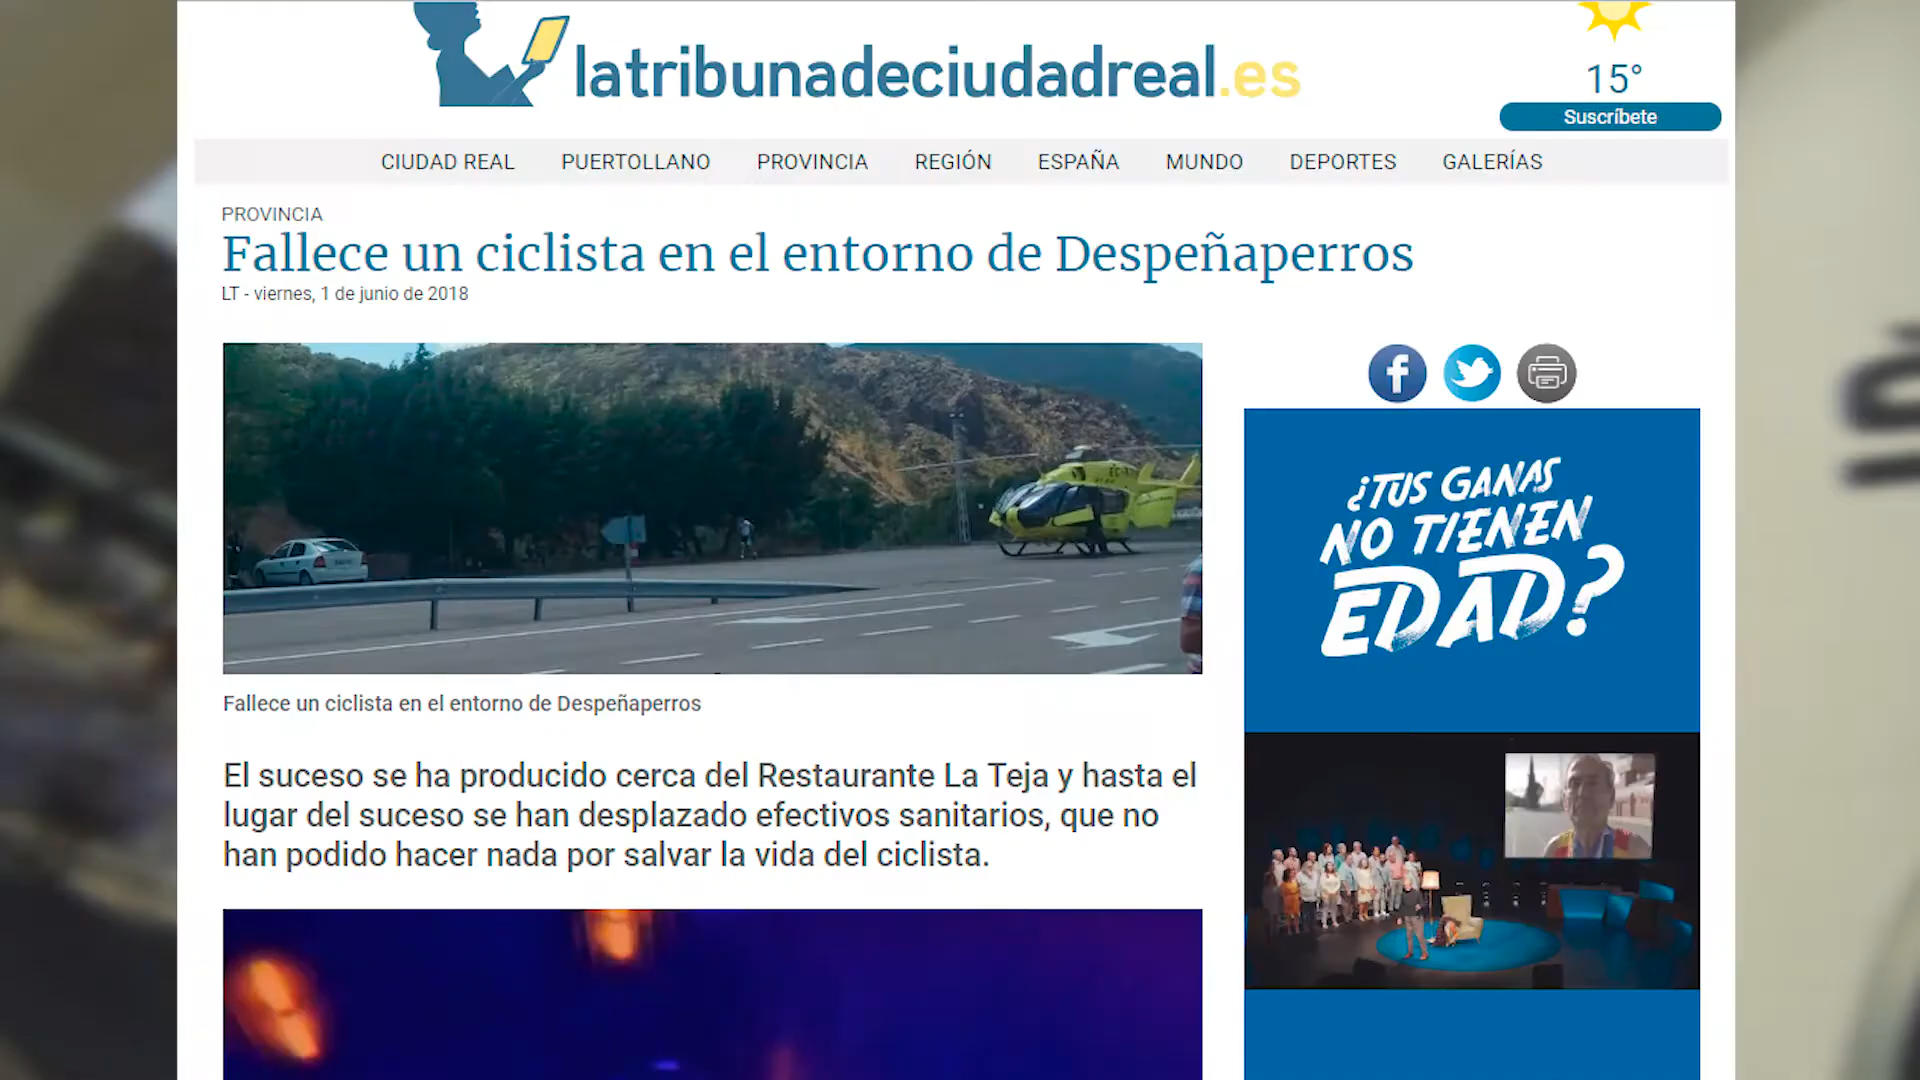 latribunadeciudadreal.es
15°
Suscríbete
CIUDAD REAL PUERTOLLANO PROVINCIA REGIÓN ESPAÑA MUNDO DEPORTES GALERÍAS
PROVINCIA
Fallece un ciclista en el entorno de Despeñaperros
LT - viernes, 1 de junio de 2018
Fallece un ciclista en el entorno de Despeñaperros
El suceso se ha producido cerca del Restaurante La Teja y hasta el
lugar del suceso se han desplazado efectivos sanitarios, que no
han podido hacer nada por salvar la vida del ciclista.
¿TUS GANAS
NO TIENEN
EDAD?